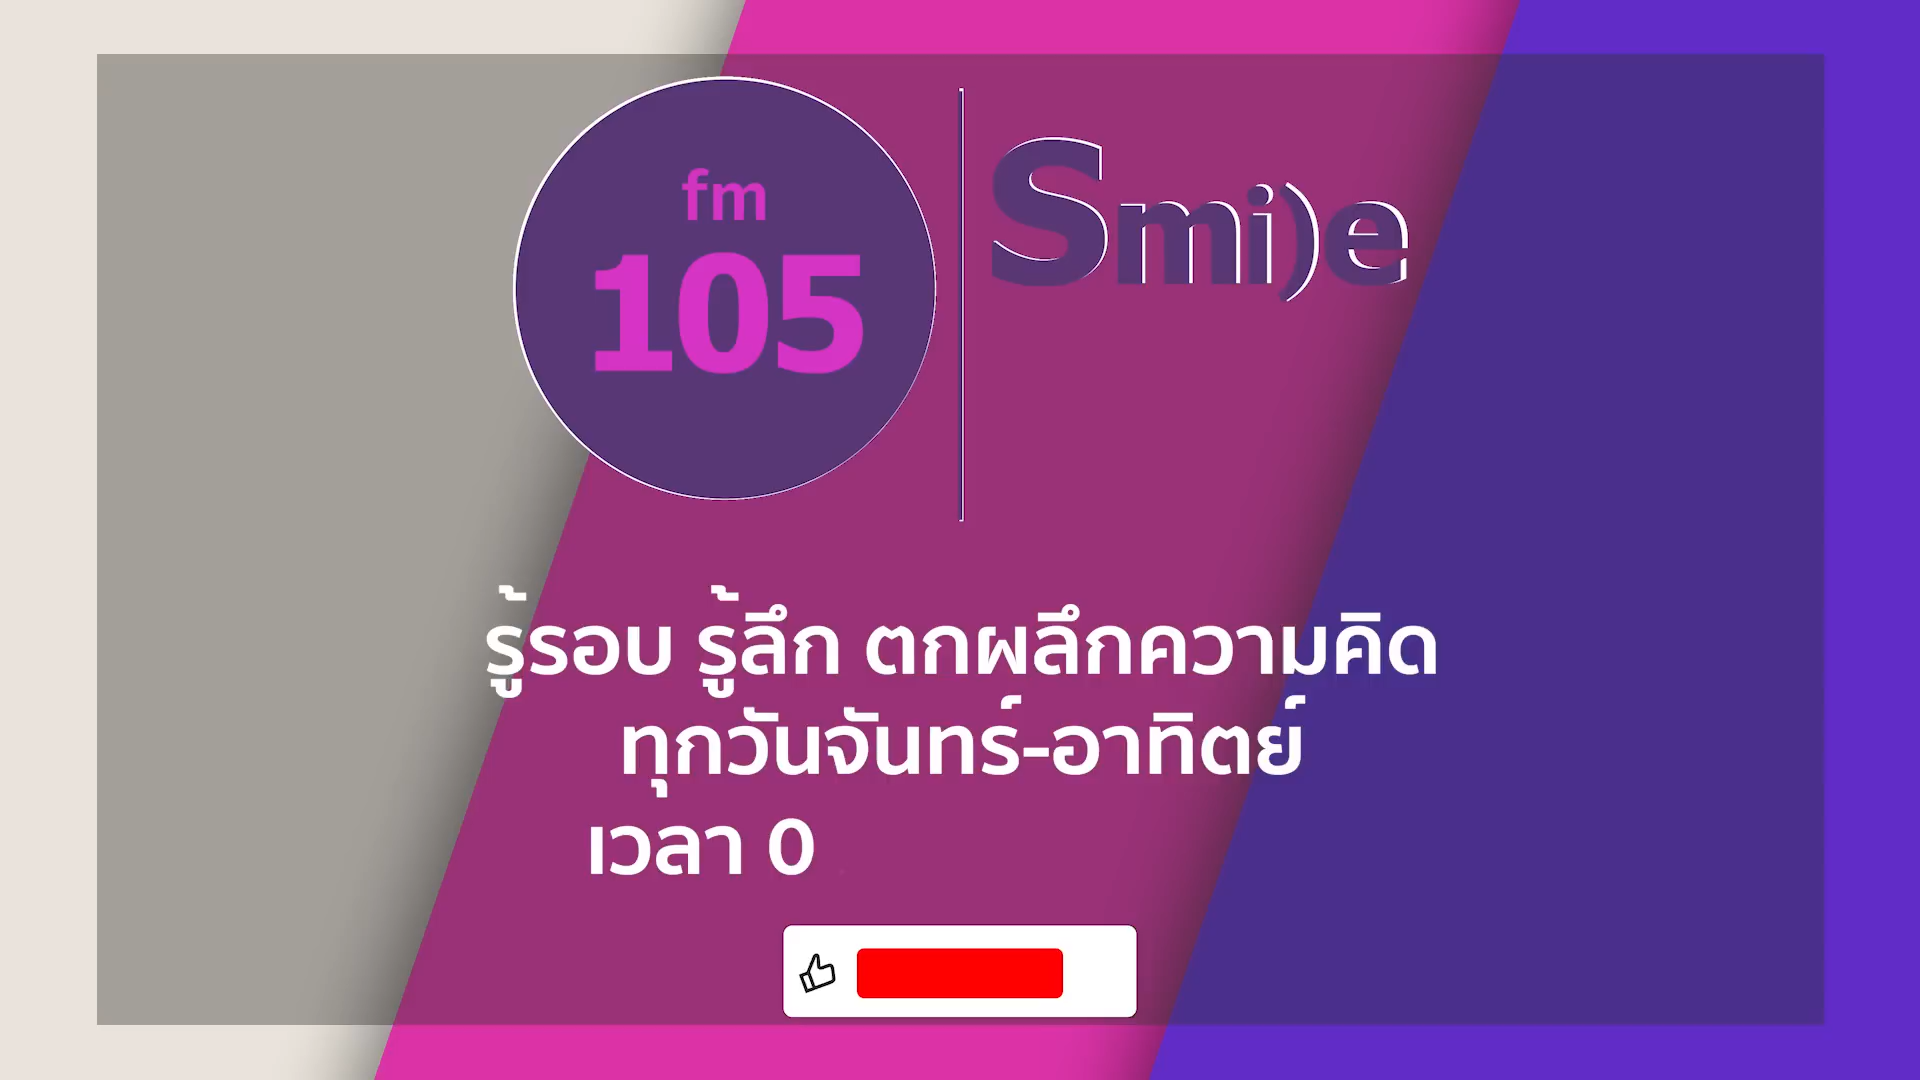 fm
105
Smi)e
รู้รอบ รู้ลึก ตกผลึกความคิด
ทุกวันจันทร์-อาทิตย์
เวลา 0